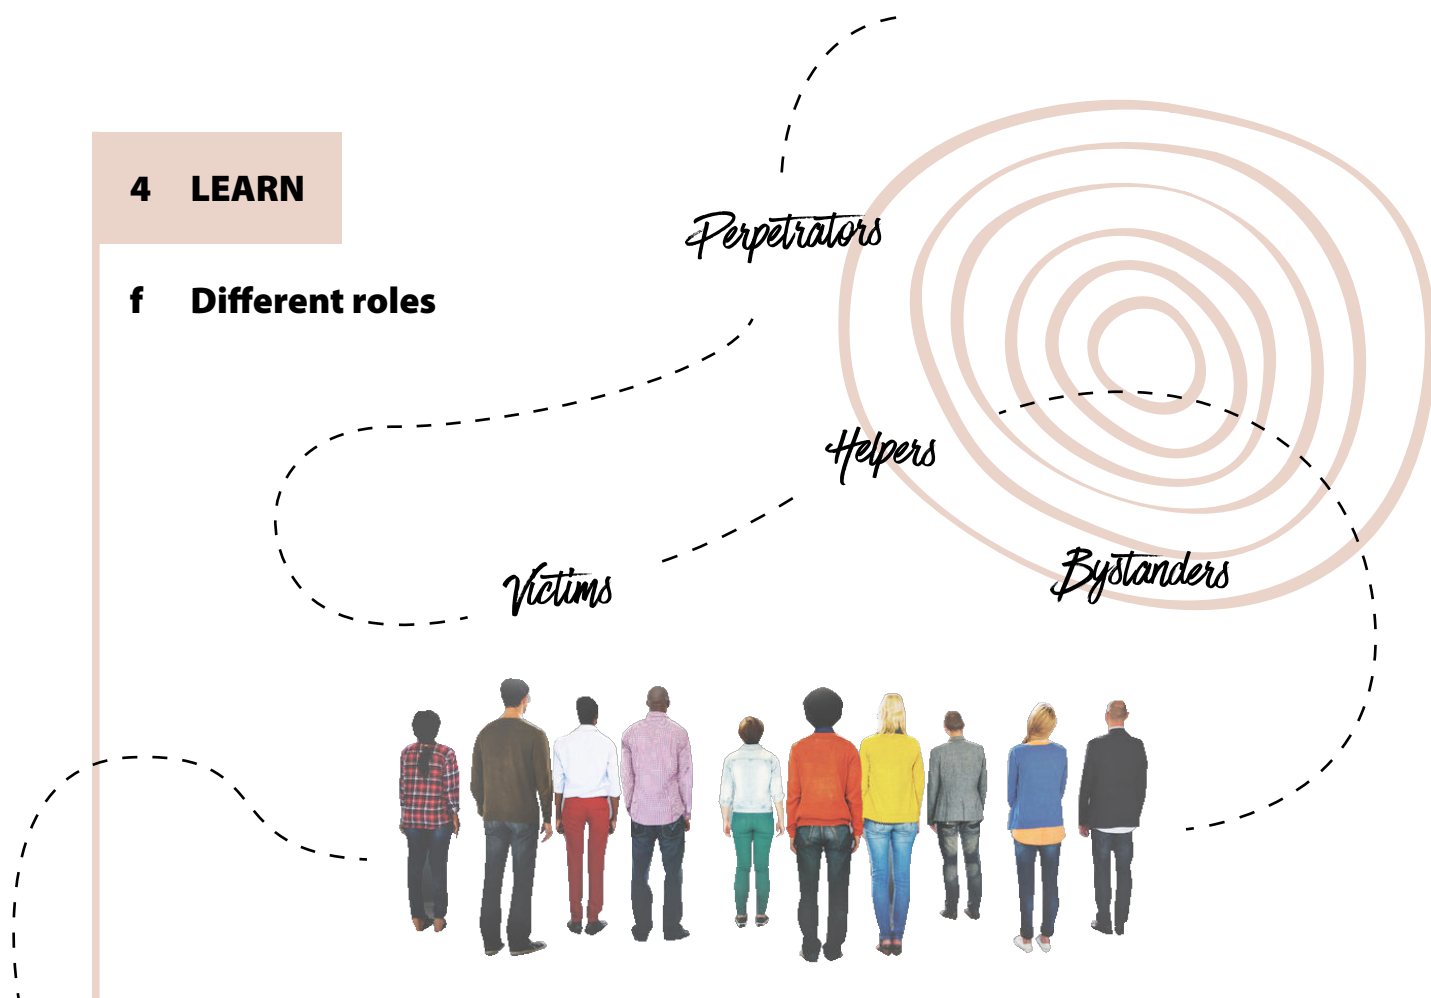 4 LEARN
f Different roles
Perpetrators
Helpers
Victims
Bystanders